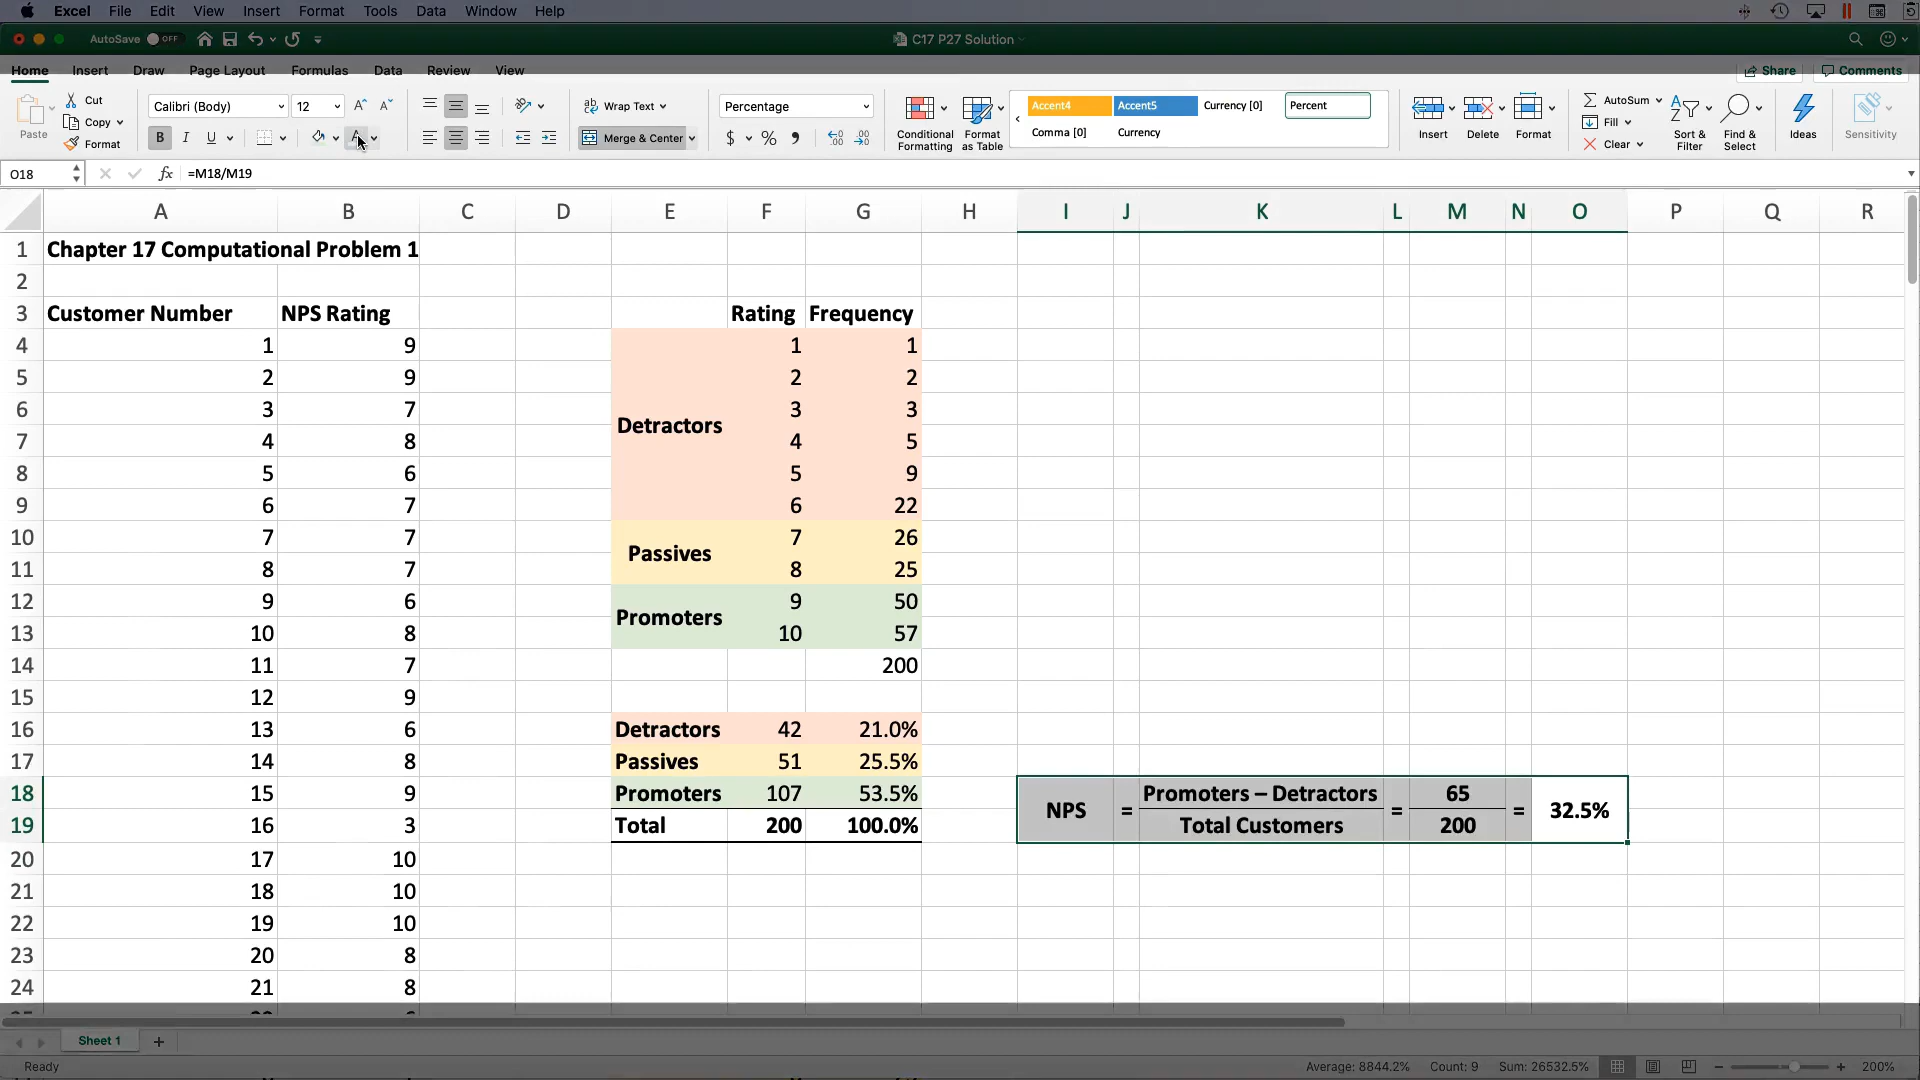 Excel File Edit View Insert Format Tools Data Window Help
AutoSave OFF C17 P27 Solution
Home Insert Draw Page Layout Formulas Data Review View Share Comments
Paste Cut Copy Format
Calibri (Body) 12
B I U A
Wrap Text
Merge & Center
Percentage
$ % ,
Conditional Formatting
Format as Table
Accent4 Accent5 Currency [0] Percent
Comma [0] Currency
Insert Delete Format
AutoSum
Fill
Clear
Sort & Filter
Find & Select
Ideas
Sensitivity
O18 fx =M18/M19
A B C D E F G H I J K L M N O P Q R
1 Chapter 17 Computational Problem 1
2
3 Customer Number NPS Rating Rating Frequency
4 1 9 1 1
5 2 9 2 2
6 3 7 3 3
7 4 8 Detractors 4 5
8 5 6 5 9
9 6 7 6 22
10 7 7 7 26
11 8 7 Passives 8 25
12 9 6 9 50
13 10 8 Promoters 10 57
14 11 7 200
15 12 9
16 13 6 Detractors 42 21.0%
17 14 8 Passives 51 25.5%
18 15 9 Promoters 107 53.5% NPS = Promoters – Detractors = 65 = 32.5%
19 16 3 Total 200 100.0% Total Customers 200
20 17 10
21 18 10
22 19 10
23 20 8
24 21 8
Sheet 1
Ready Average: 8844.2% Count: 9 Sum: 26532.5% 200%